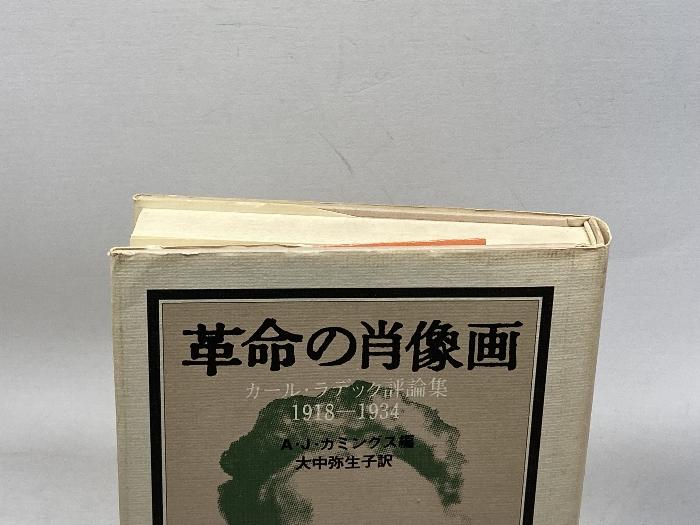 革命の肖像画
カール・ラデック評論集
1918—1934
A・J・カミングス編
大中弥生子訳